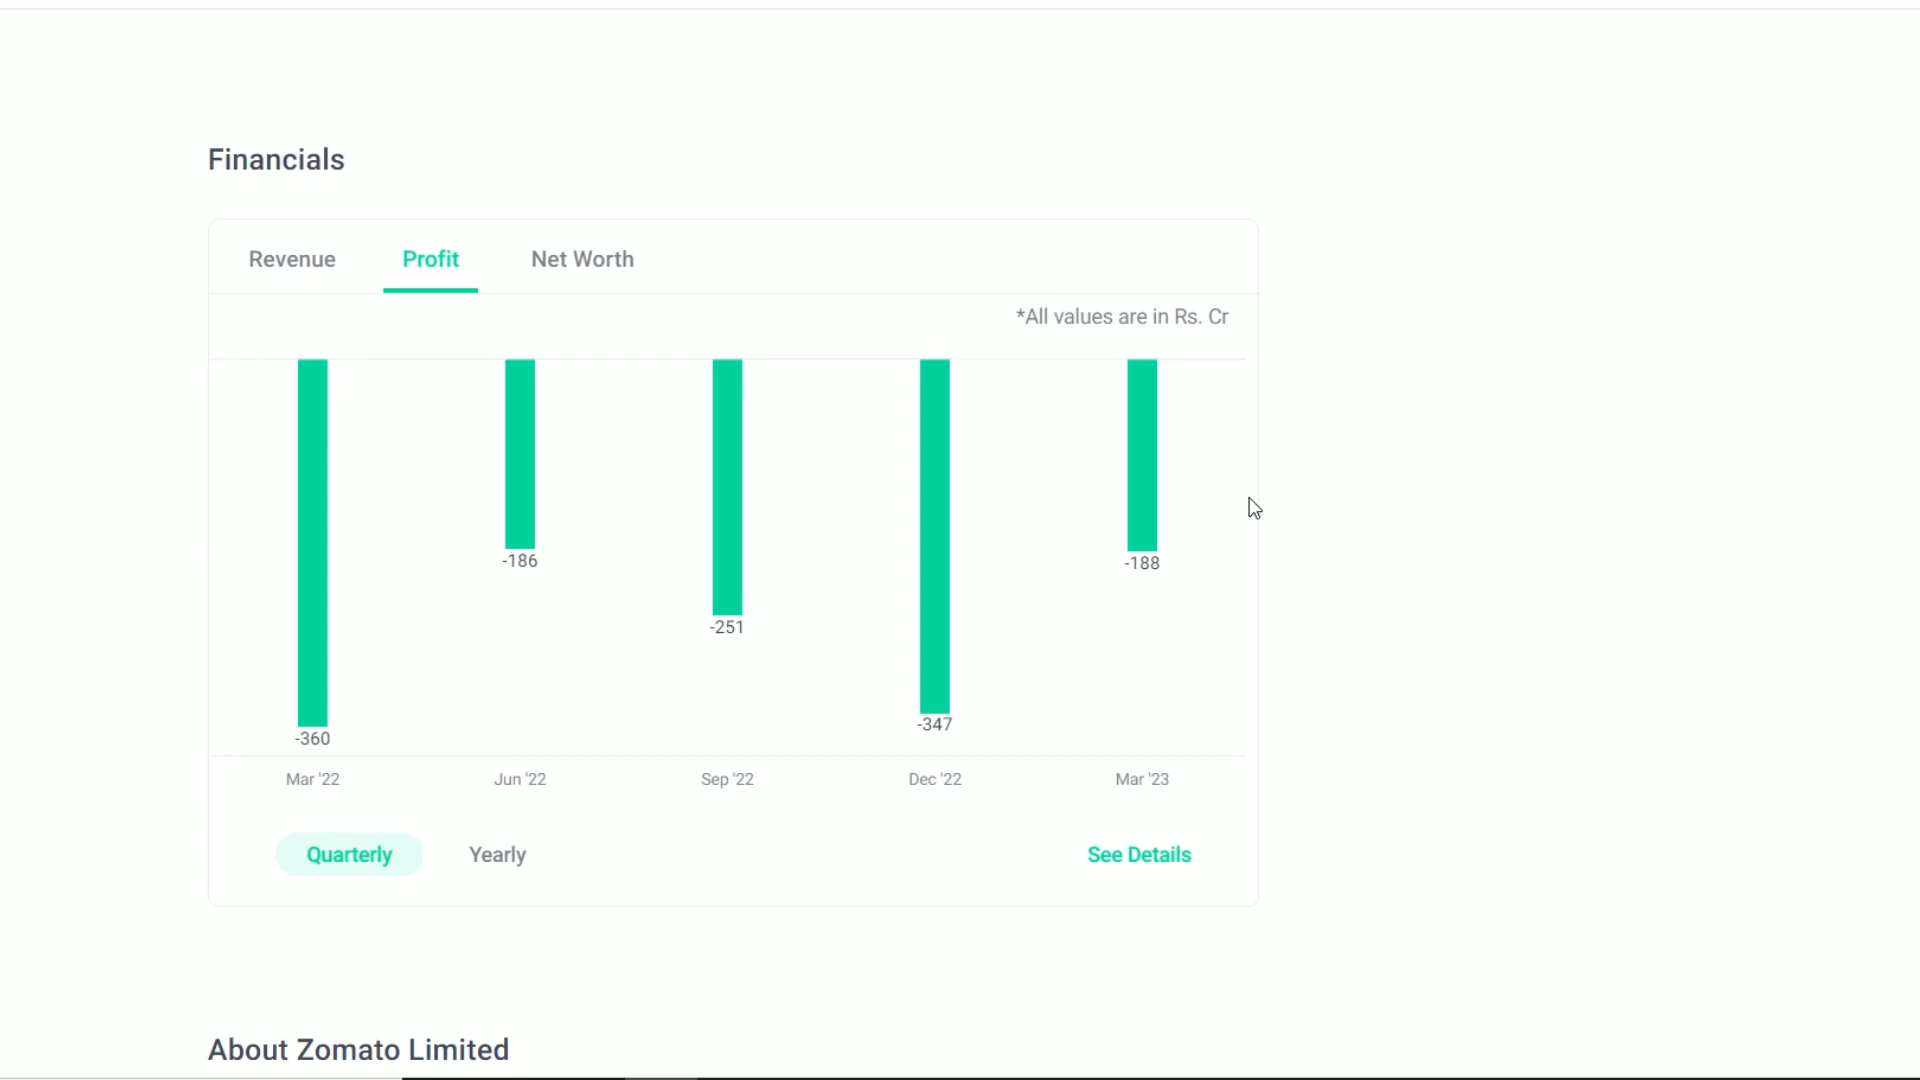 Financials
Revenue Profit Net Worth
*All values are in Rs. Cr
-360 -186 -251 -347 -188
Mar '22 Jun '22 Sep '22 Dec '22 Mar '23
Quarterly Yearly See Details
About Zomato Limited